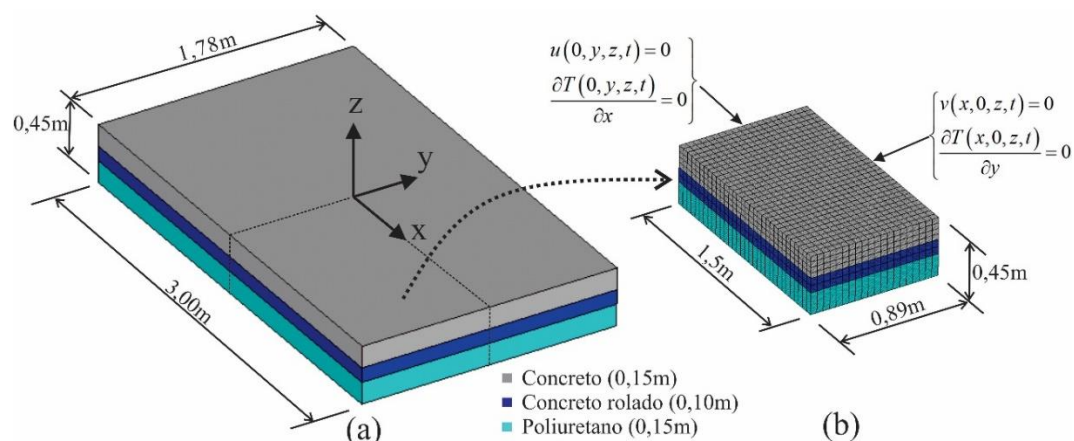 1,78m
0,45m
3,00m
z
y
x
u(0, y, z, t) = 0
∂T(0, y, z, t)
∂x
=0
v(x, 0, z, t) = 0
∂T(x, 0, z, t)
∂y
=0
1,5m
0,89m
0,45m
Concreto (0,15m)
Concreto rolado (0,10m)
Poliuretano (0,15m)
(a)
(b)